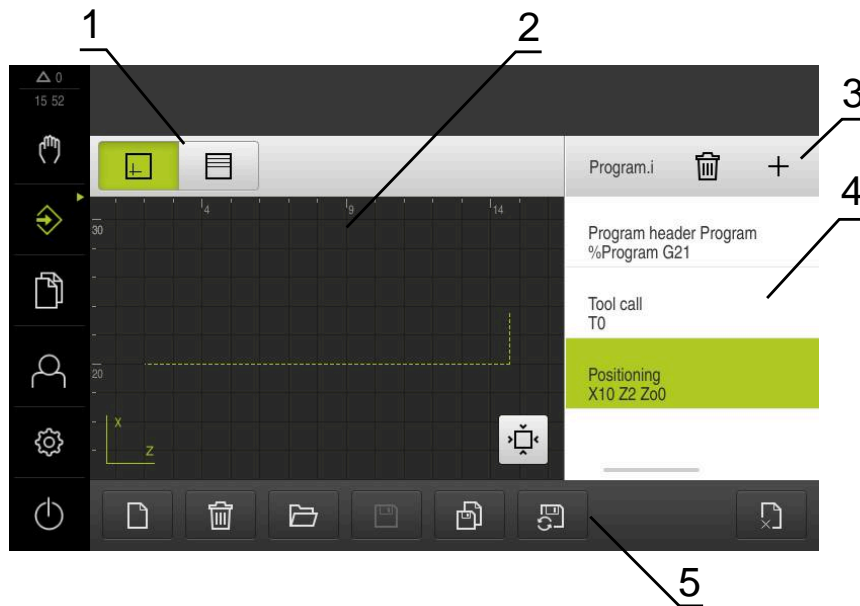 1
2
0
15 52
3
Program.i
4
4
9
14
30
Program header Program
%Program G21
Tool call
T0
20
Positioning
X10 Z2 Zo0
X
Z
5